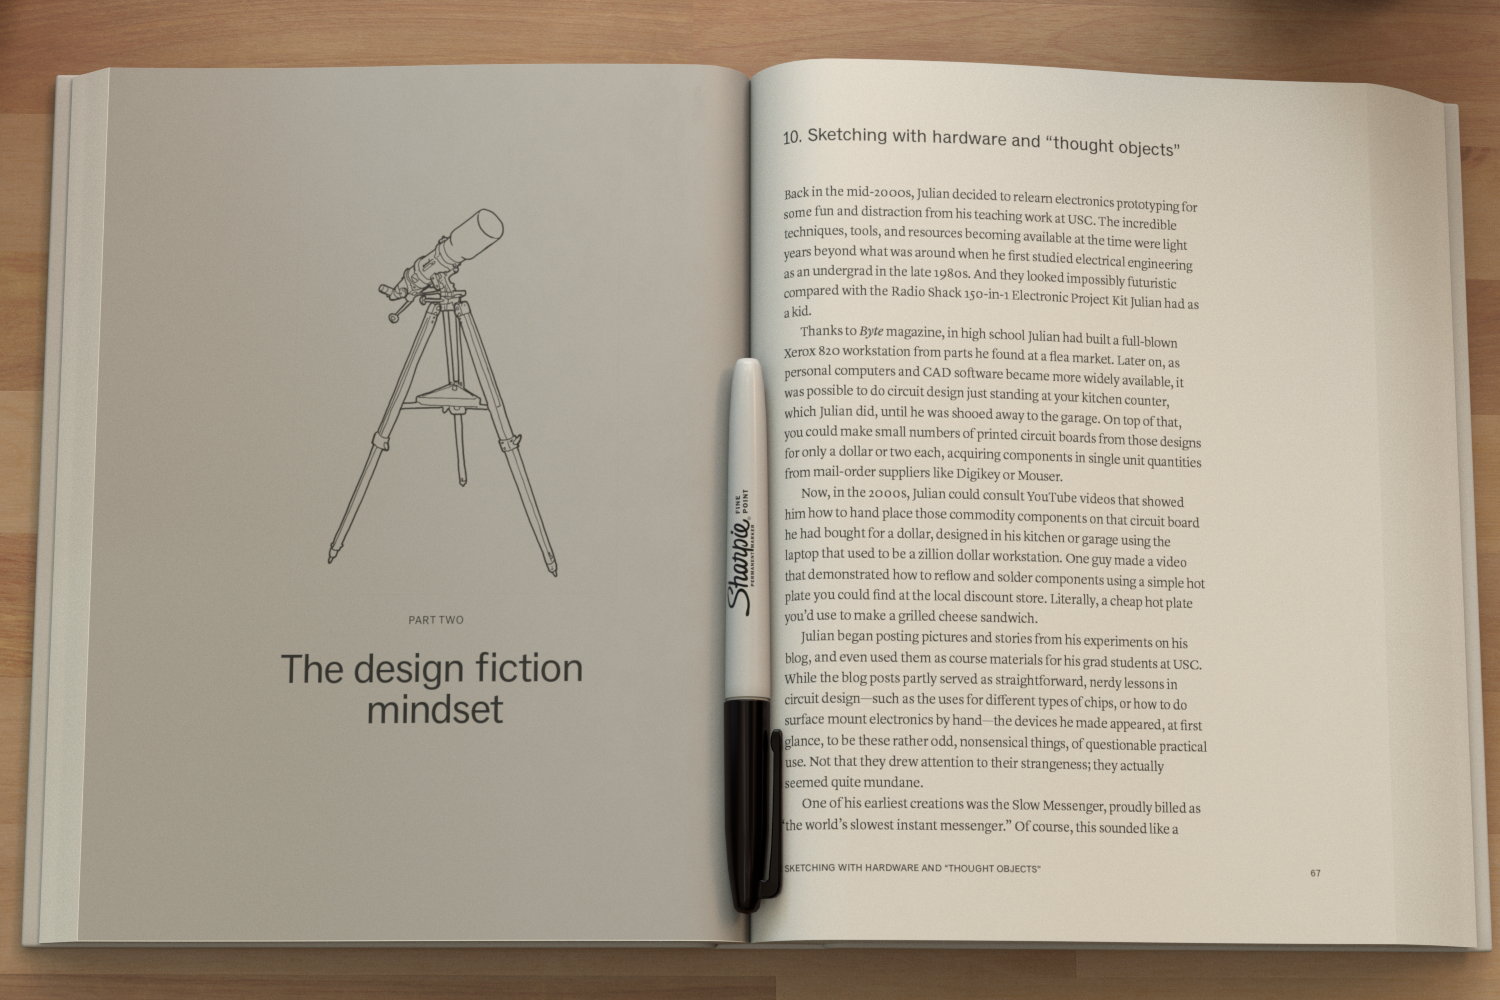 PART TWO
The design fiction
mindset
Sharpie
FINE
POINT
PERMANENT MARKER
10. Sketching with hardware and “thought objects”
Back in the mid-2000s, Julian decided to relearn electronics prototyping for
some fun and distraction from his teaching work at USC. The incredible
techniques, tools, and resources becoming available at the time were light
years beyond what was around when he first studied electrical engineering
as an undergrad in the late 1980s. And they looked impossibly futuristic
compared with the Radio Shack 150-in-1 Electronic Project Kit Julian had as
a kid.
Thanks to Byte magazine, in high school Julian had built a full-blown
Xerox 820 workstation from parts he found at a flea market. Later on, as
personal computers and CAD software became more widely available, it
was possible to do circuit design just standing at your kitchen counter,
which Julian did, until he was shooed away to the garage. On top of that,
you could make small numbers of printed circuit boards from those designs
for only a dollar or two each, acquiring components in single unit quantities
from mail-order suppliers like Digikey or Mouser.
Now, in the 2000s, Julian could consult YouTube videos that showed
him how to hand place those commodity components on that circuit board
he had bought for a dollar, designed in his kitchen or garage using the
laptop that used to be a zillion dollar workstation. One guy made a video
that demonstrated how to reflow and solder components using a simple hot
plate you could find at the local discount store. Literally, a cheap hot plate
you’d use to make a grilled cheese sandwich.
Julian began posting pictures and stories from his experiments on his
blog, and even used them as course materials for his grad students at USC.
While the blog posts partly served as straightforward, nerdy lessons in
circuit design—such as the uses for different types of chips, or how to do
surface mount electronics by hand—the devices he made appeared, at first
glance, to be these rather odd, nonsensical things, of questionable practical
use. Not that they drew attention to their strangeness; they actually
seemed quite mundane.
One of his earliest creations was the Slow Messenger, proudly billed as
“the world’s slowest instant messenger.” Of course, this sounded like a
SKETCHING WITH HARDWARE AND “THOUGHT OBJECTS”
67